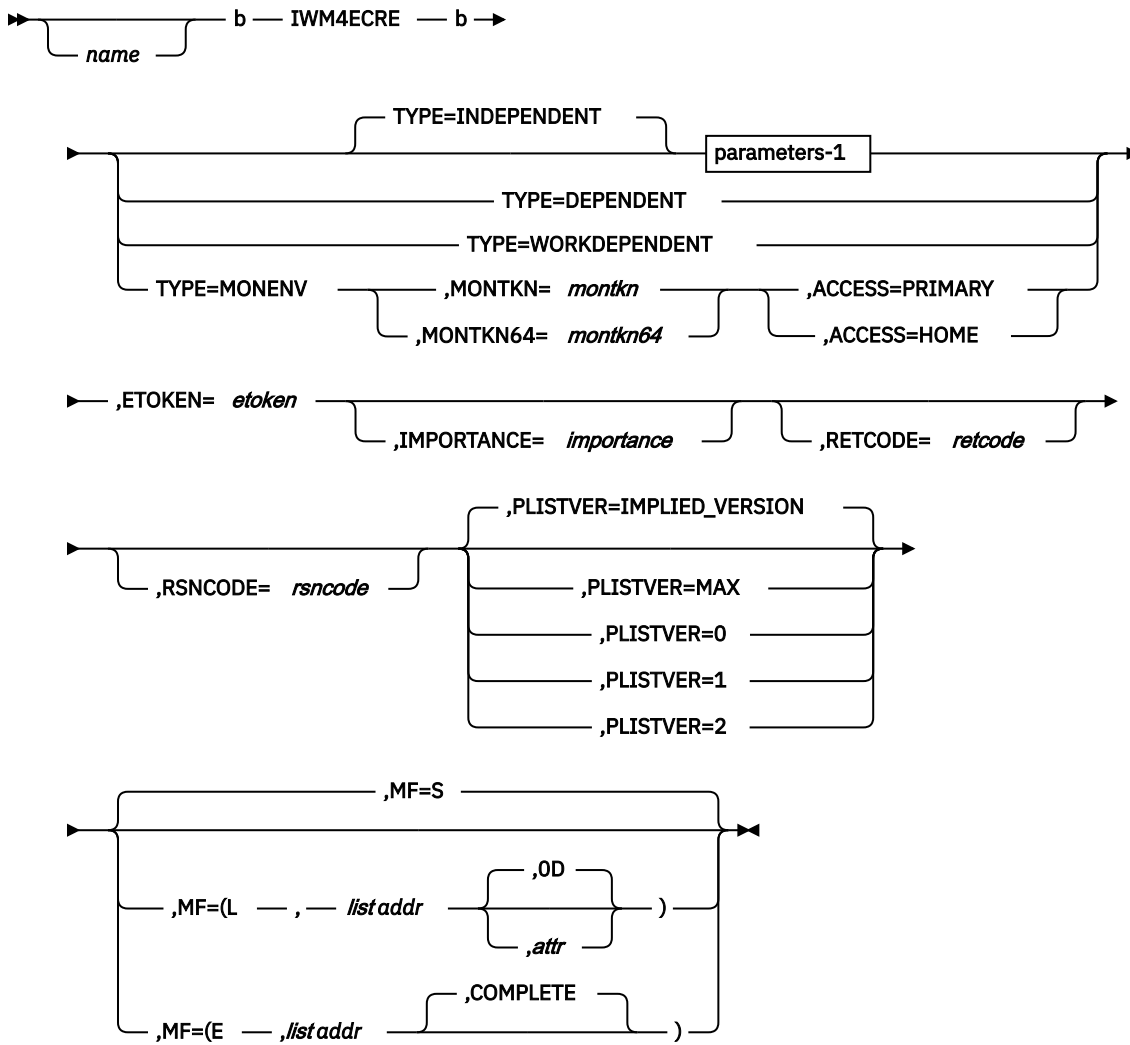 b IWM4ECRE b
name
TYPE=INDEPENDENT
parameters-1
TYPE=DEPENDENT
TYPE=WORKDEPENDENT
TYPE=MONENV ,MONTKN= montkn ,ACCESS=PRIMARY
,MONTKN64= montkn64 ,ACCESS=HOME
,ETOKEN= etoken
,IMPORTANCE= importance ,RETCODE= retcode
,PLISTVER=IMPLIED_VERSION
,RSNCODE= rsncode ,PLISTVER=MAX
,PLISTVER=0
,PLISTVER=1
,PLISTVER=2
,MF=S
,0D
,MF=(L , list addr )
,attr
,COMPLETE
,MF=(E ,list addr )